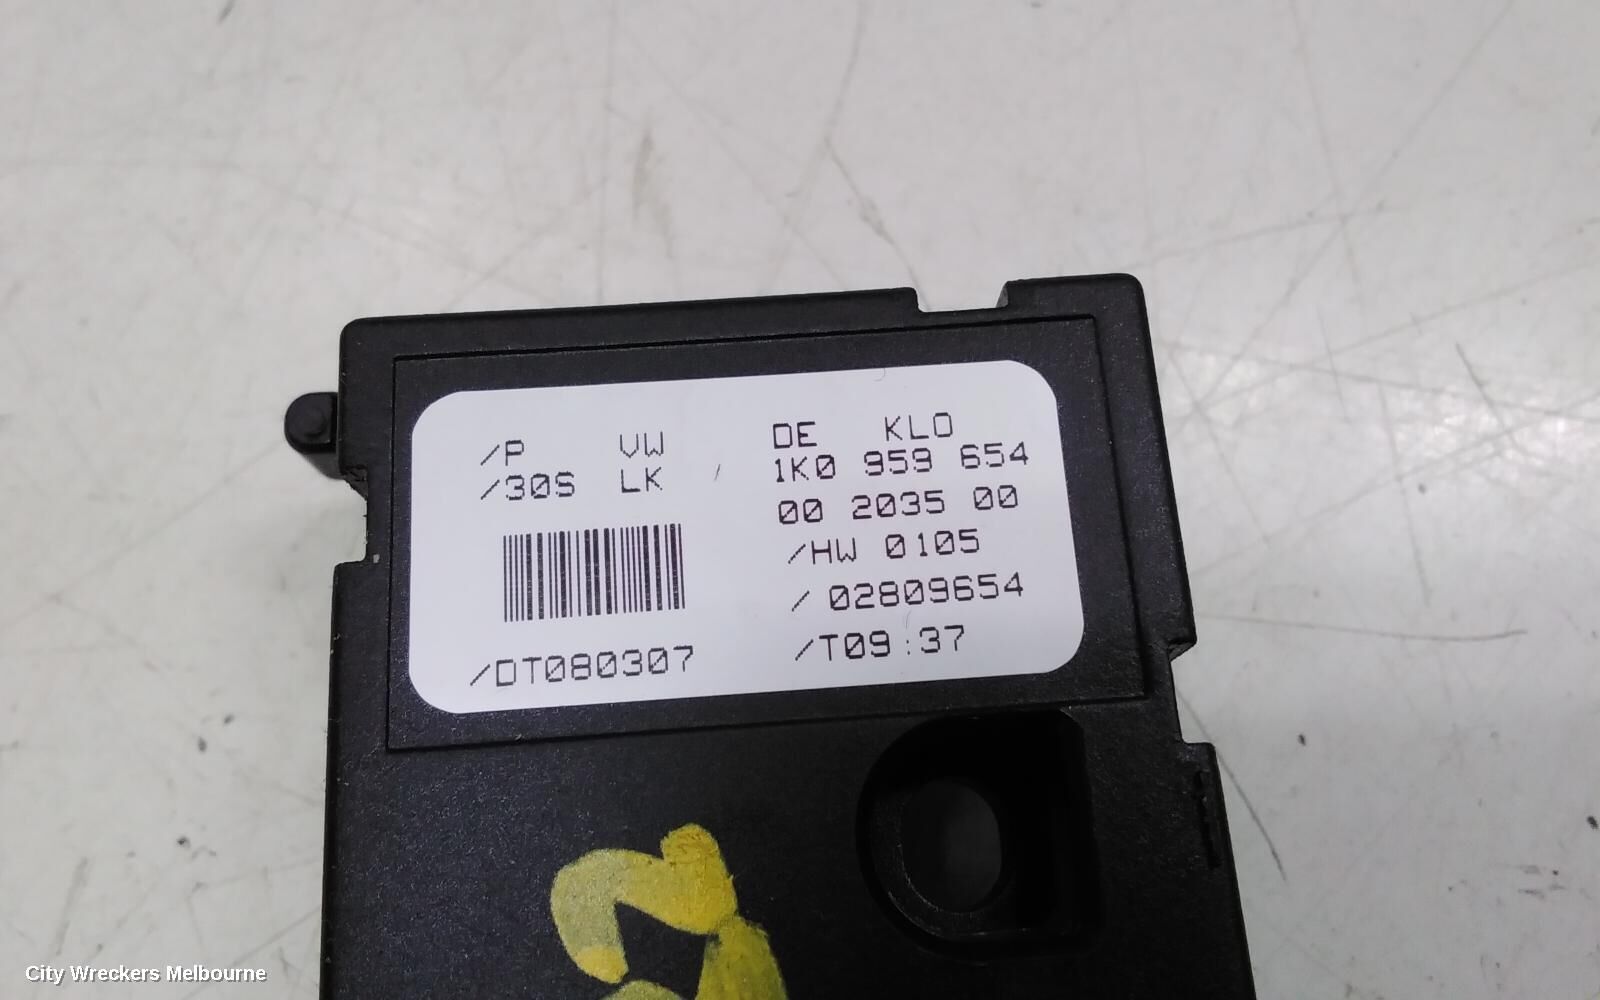 /P VW
/30S LK
/DT080307
DE KLO
1K0 959 654
00 2035 00
/HW 0105
/ 02809654
/T09:37
City Wreckers Melbourne